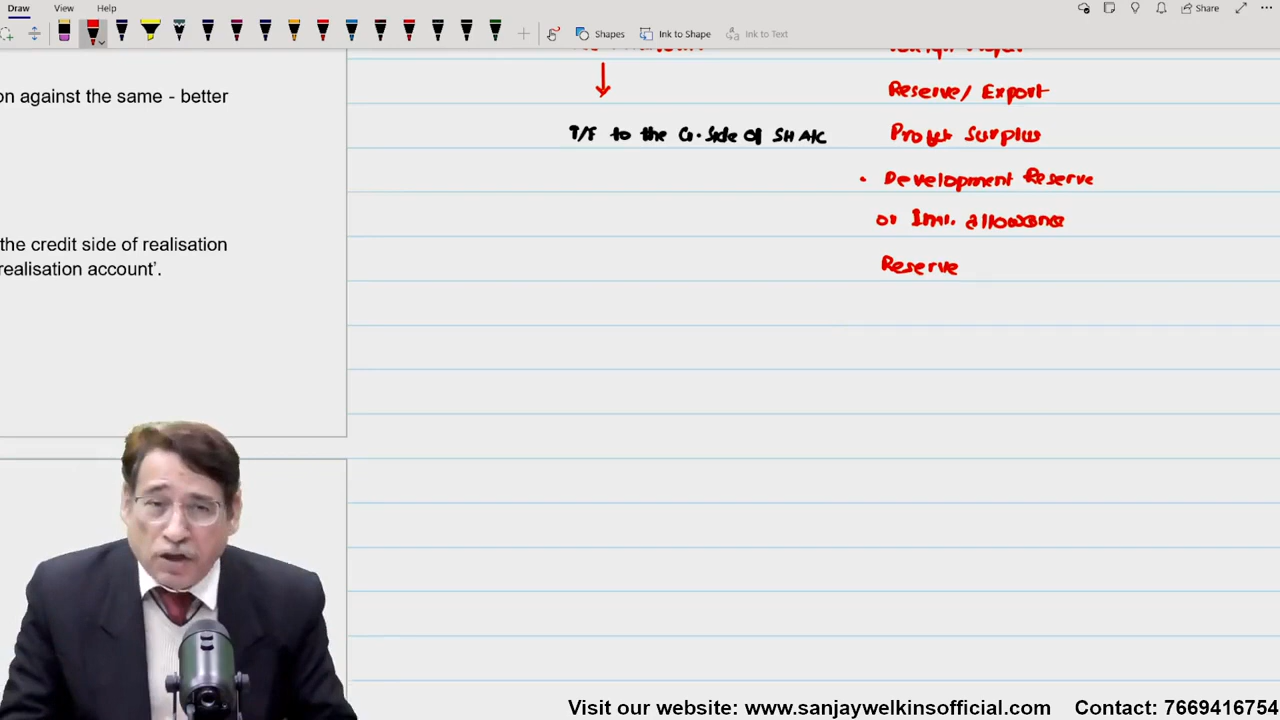 Draw View Help
Share
Shapes Ink to Shape Ink to Text
on against the same - better
Reserve/ Export
T/F to the Cr. Side of SH A/C
Project Surplus
• Development Reserve
the credit side of realisation
or Inv. allowance
realisation account'.
Reserve
Visit our website: www.sanjaywelkinsofficial.com Contact: 7669416754